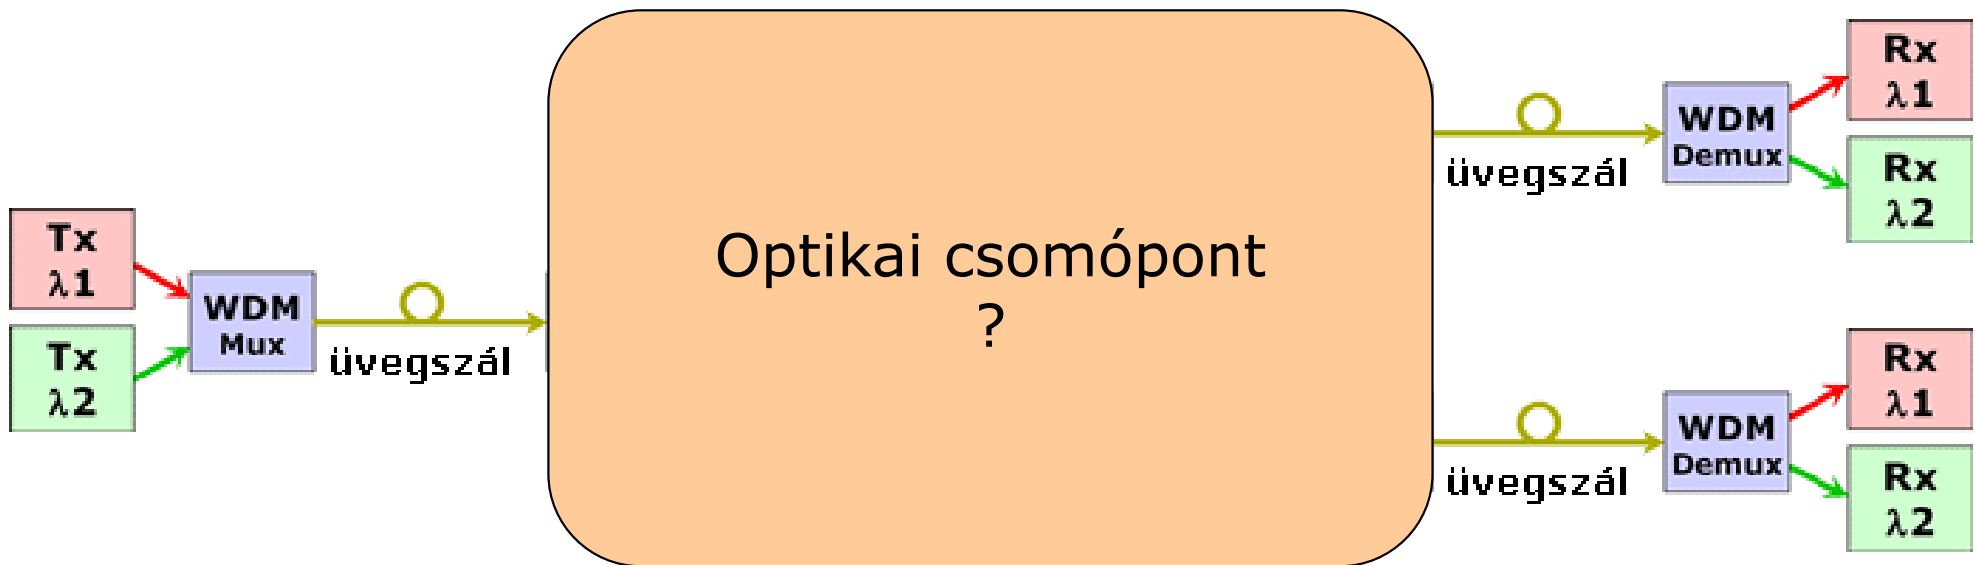 Tx
λ1
Tx
λ2
WDM
Mux
üvegszál
Optikai csomópont
?
üvegszál
WDM
Demux
Rx
λ1
Rx
λ2
üvegszál
WDM
Demux
Rx
λ1
Rx
λ2